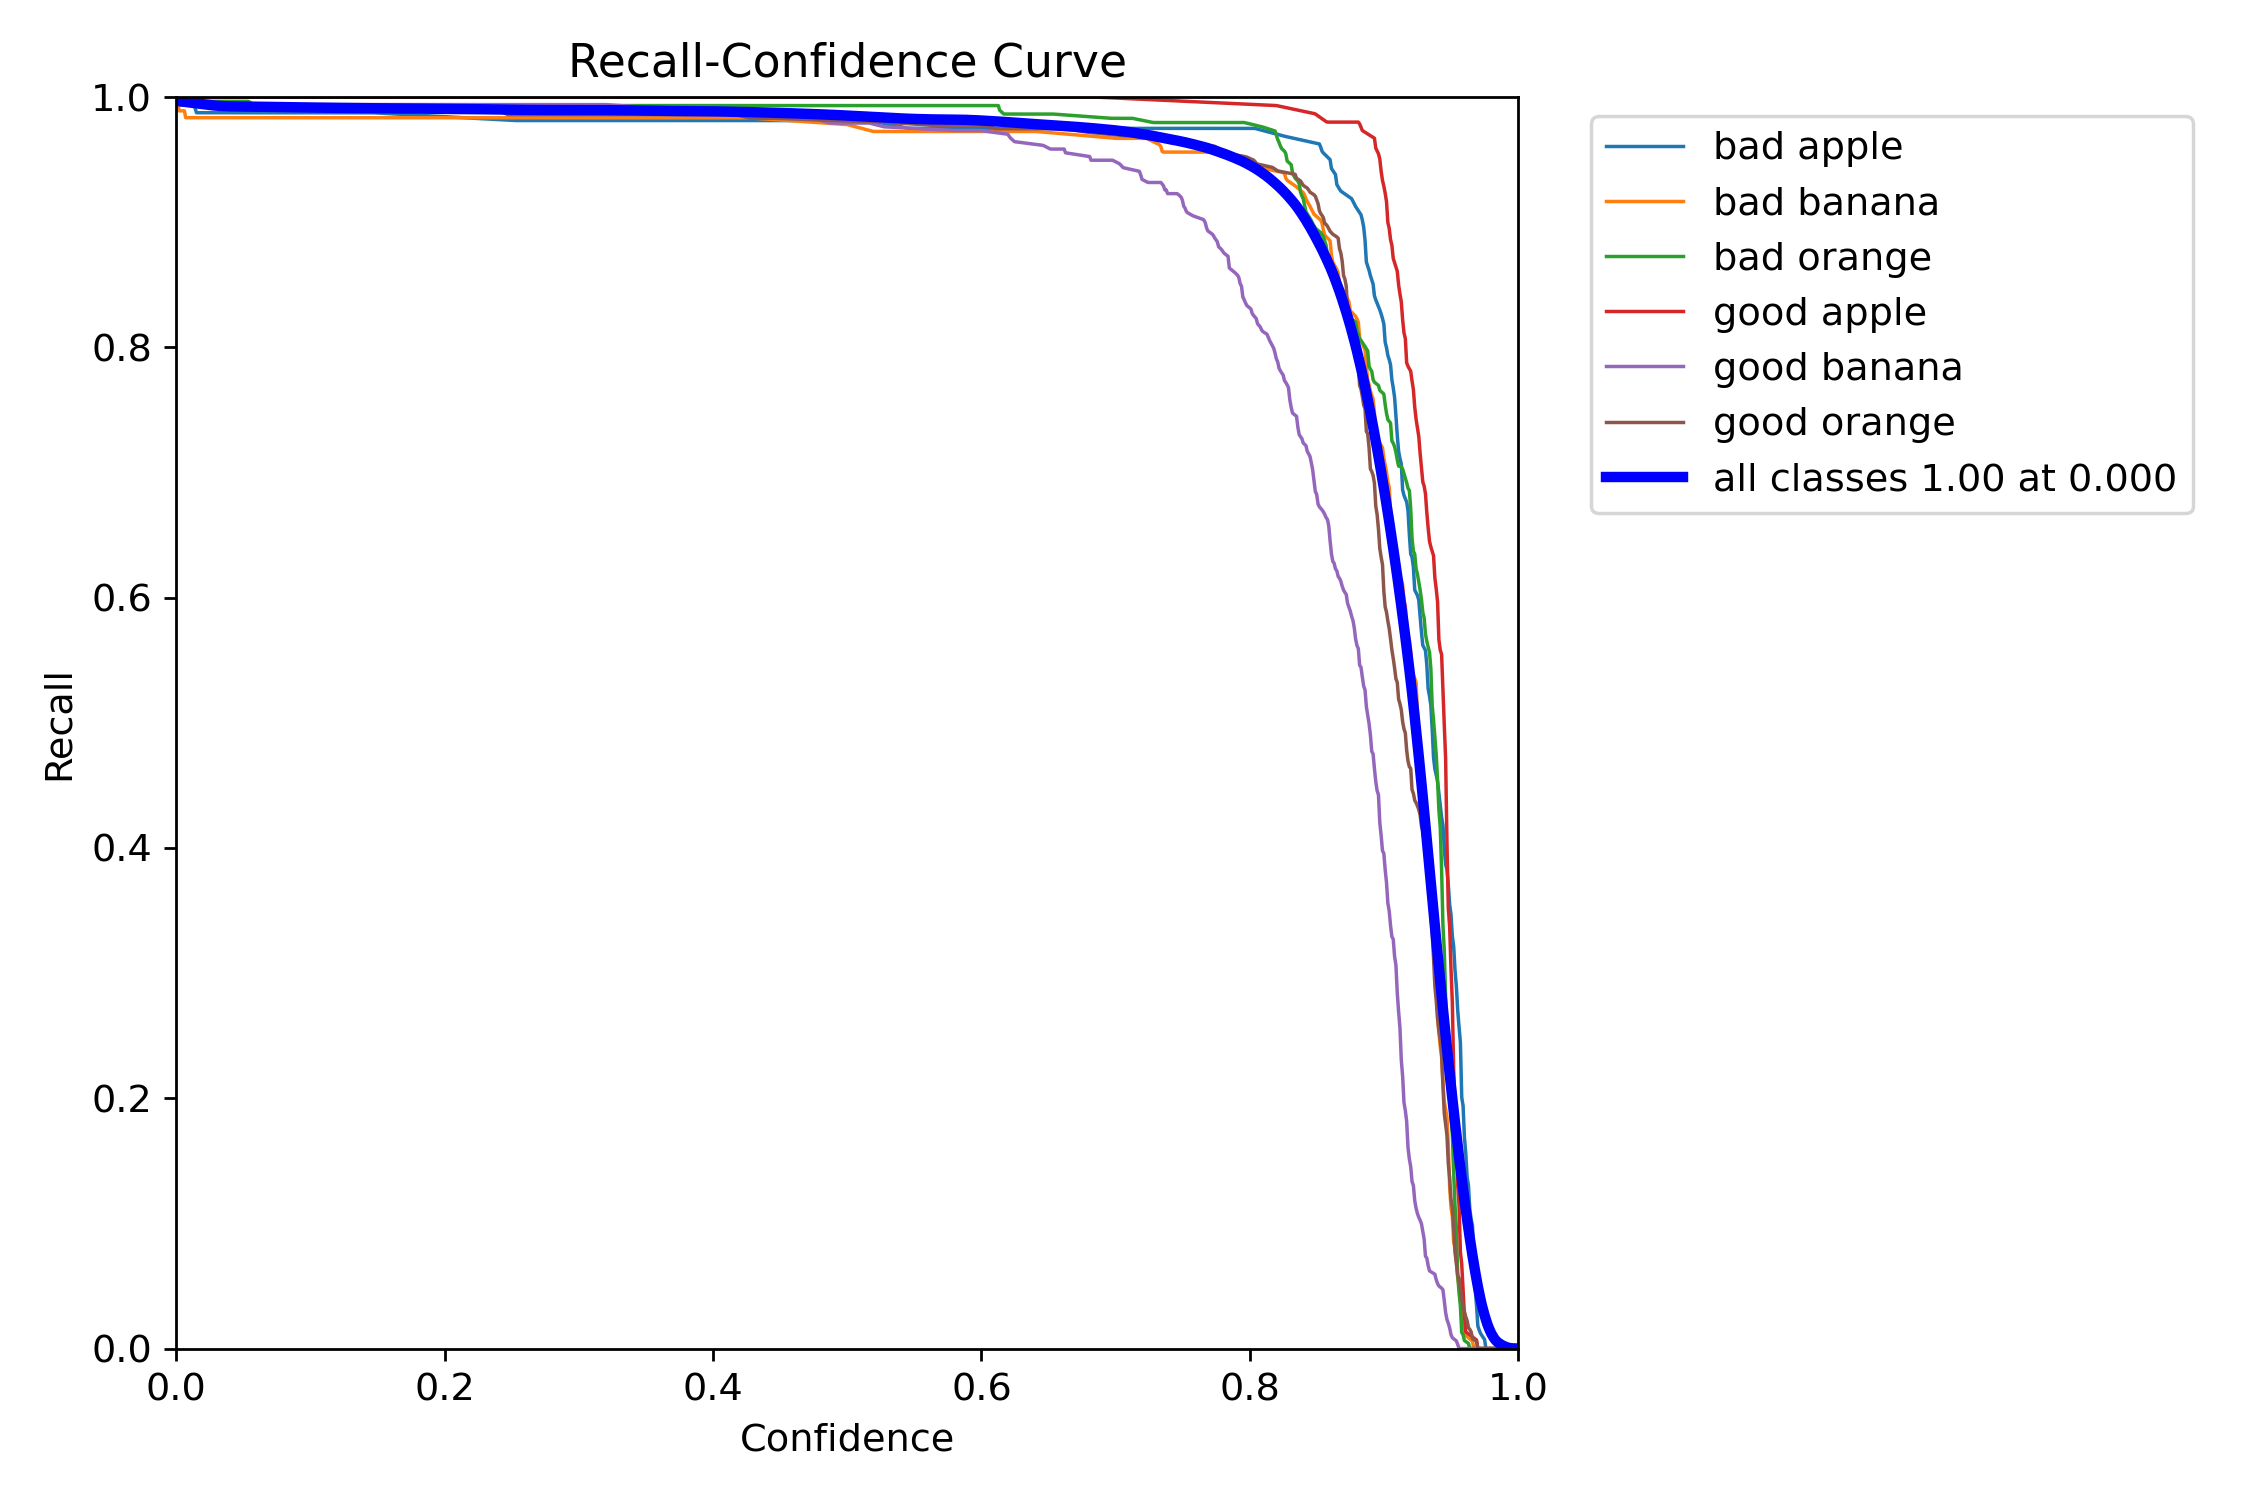 Recall-Confidence Curve
1.0
0.8
0.6
0.4
0.2
0.0
Recall
0.0 0.2 0.4 0.6 0.8 1.0
Confidence
bad apple
bad banana
bad orange
good apple
good banana
good orange
all classes 1.00 at 0.000